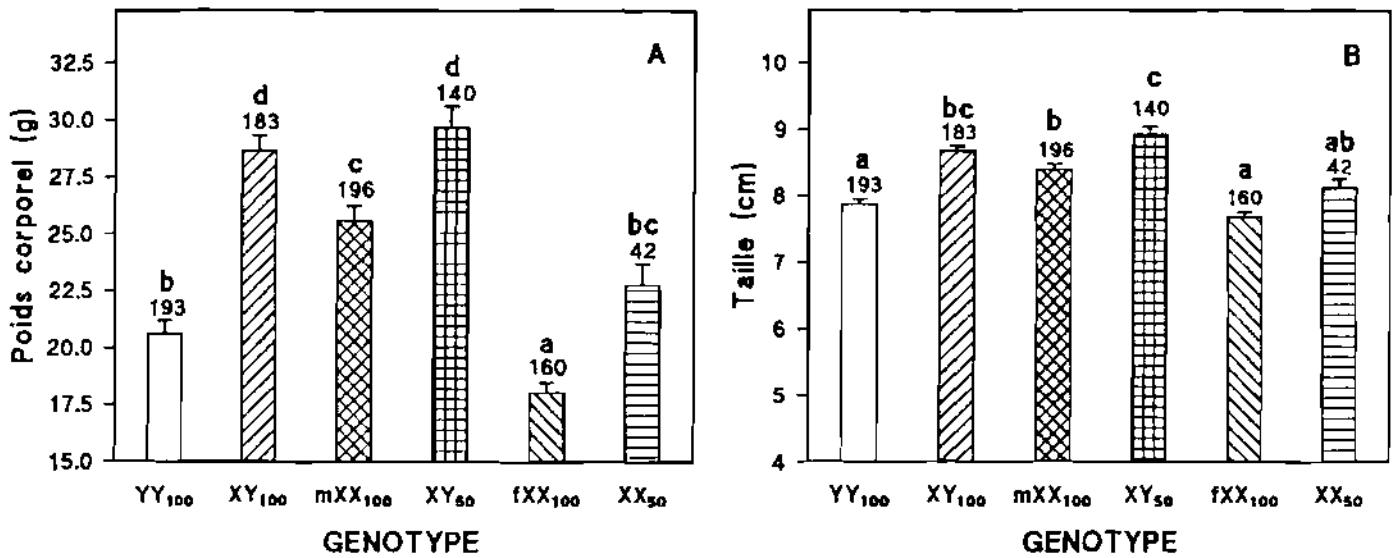 A
Poids corporel (g)
32.5
30.0
27.5
25.0
22.5
20.0
17.5
15.0
b
193
d
183
c
196
d
140
a
160
bc
42
YY₁₀₀ XY₁₀₀ mXX₁₀₀ XY₅₀ fXX₁₀₀ XX₅₀
GENOTYPE
B
Taille (cm)
10
9
8
7
6
5
4
a
193
bc
183
b
196
c
140
a
160
ab
42
YY₁₀₀ XY₁₀₀ mXX₁₀₀ XY₅₀ fXX₁₀₀ XX₅₀
GENOTYPE